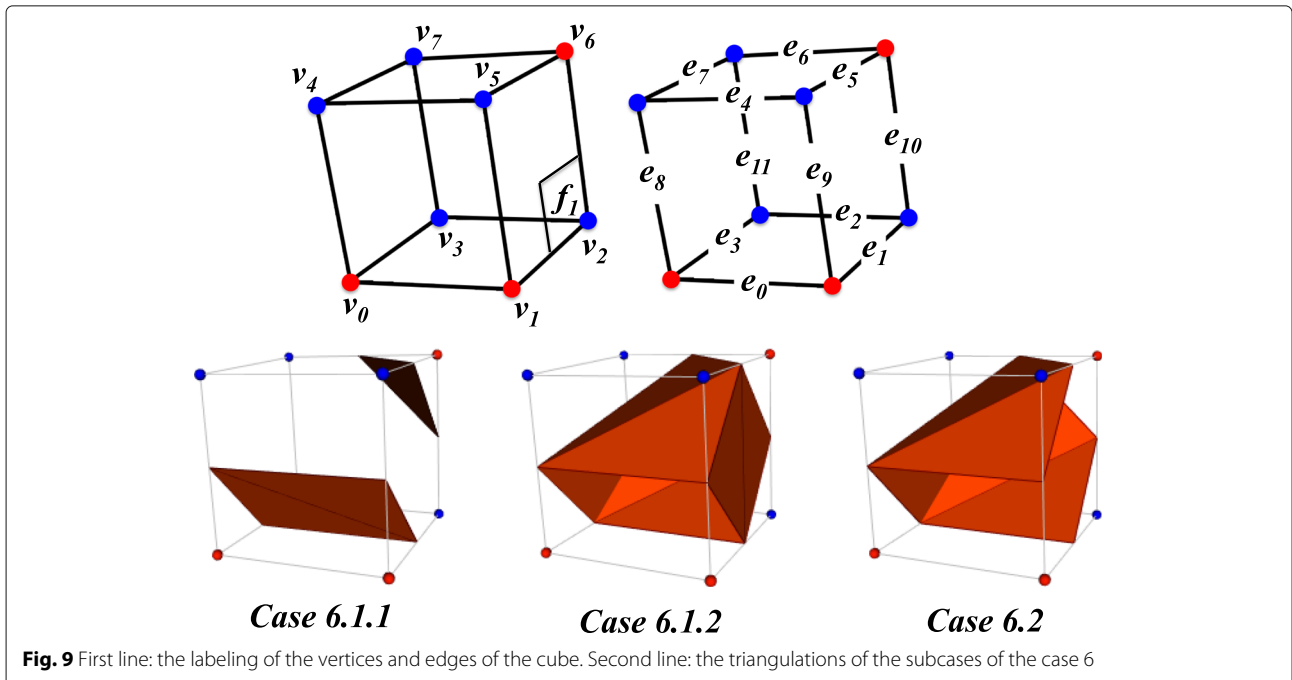 v7 v6
v4 v5
f1
v3 v2
v0 v1
e6
e7 e5
e4
e10
e11
e8 e9
e2
e3 e1
e0
Case 6.1.1 Case 6.1.2 Case 6.2
Fig. 9 First line: the labeling of the vertices and edges of the cube. Second line: the triangulations of the subcases of the case 6